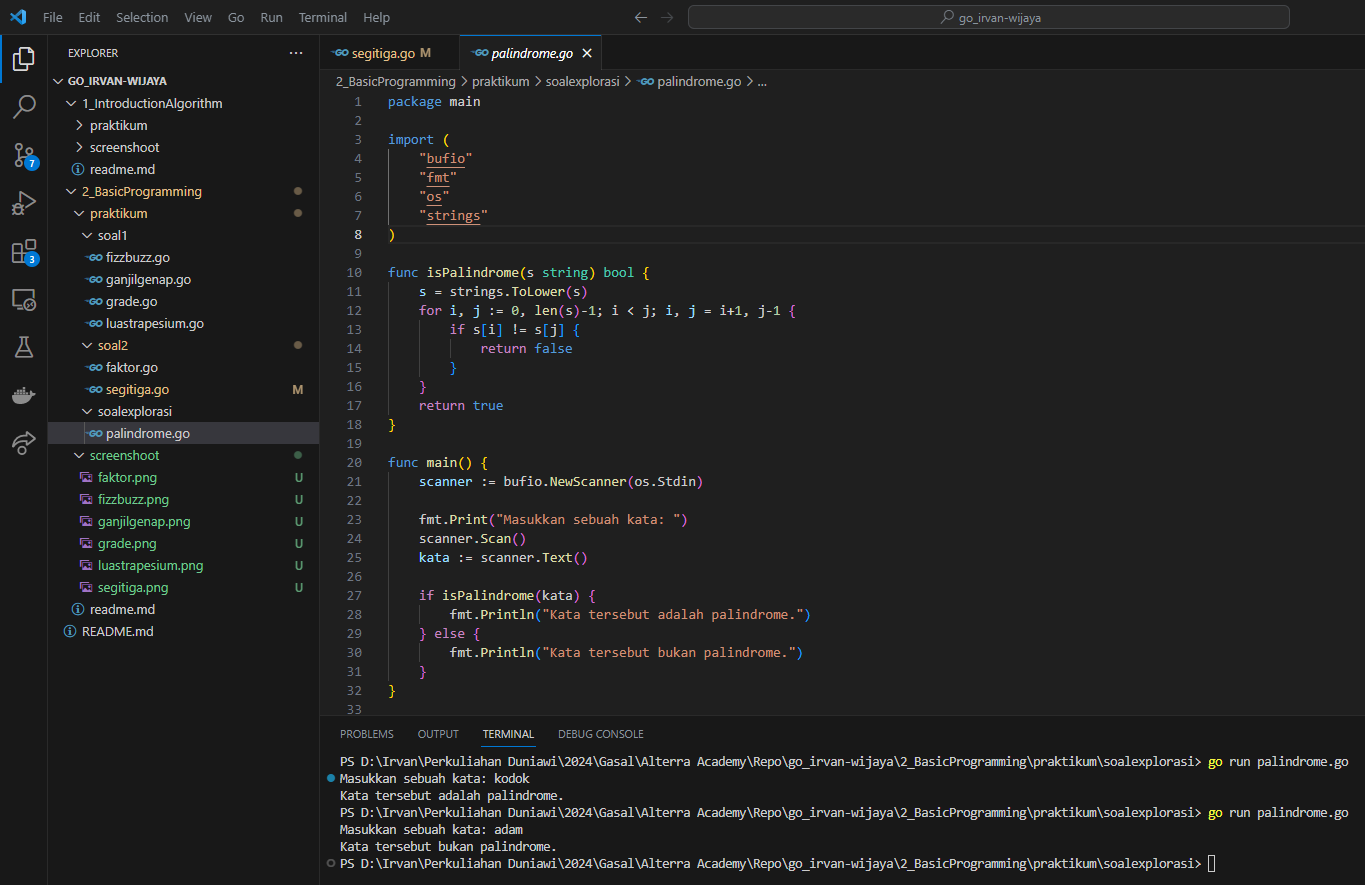 File Edit Selection View Go Run Terminal Help
go_irvan-wijaya
EXPLORER
GO_IRVAN-WIJAYA
1_IntroductionAlgorithm
praktikum
screenshoot
readme.md
2_BasicProgramming
praktikum
soal1
fizzbuzz.go
ganjilgenap.go
grade.go
luastrapesium.go
soal2
faktor.go
segitiga.go M
soalexplorasi
palindrome.go
screenshoot
faktor.png U
fizzbuzz.png U
ganjilgenap.png U
grade.png U
luastrapesium.png U
segitiga.png U
readme.md
README.md
7
3
segitiga.go M
palindrome.go
2_BasicProgramming > praktikum > soalexplorasi > palindrome.go > ...
1 package main
2
3 import (
4 "bufio"
5 "fmt"
6 "os"
7 "strings"
8 )
9
10 func isPalindrome(s string) bool {
11 s = strings.ToLower(s)
12 for i, j := 0, len(s)-1; i < j; i, j = i+1, j-1 {
13 if s[i] != s[j] {
14 return false
15 }
16 }
17 return true
18 }
19
20 func main() {
21 scanner := bufio.NewScanner(os.Stdin)
22
23 fmt.Print("Masukkan sebuah kata: ")
24 scanner.Scan()
25 kata := scanner.Text()
26
27 if isPalindrome(kata) {
28 fmt.Println("Kata tersebut adalah palindrome.")
29 } else {
30 fmt.Println("Kata tersebut bukan palindrome.")
31 }
32 }
33
PROBLEMS OUTPUT TERMINAL DEBUG CONSOLE
PS D:\Irvan\Perkuliahan Duniawi\2024\Gasal\Alterra Academy\Repo\go_irvan-wijaya\2_BasicProgramming\praktikum\soalexplorasi> go run palindrome.go
Masukkan sebuah kata: kodok
Kata tersebut adalah palindrome.
PS D:\Irvan\Perkuliahan Duniawi\2024\Gasal\Alterra Academy\Repo\go_irvan-wijaya\2_BasicProgramming\praktikum\soalexplorasi> go run palindrome.go
Masukkan sebuah kata: adam
Kata tersebut bukan palindrome.
PS D:\Irvan\Perkuliahan Duniawi\2024\Gasal\Alterra Academy\Repo\go_irvan-wijaya\2_BasicProgramming\praktikum\soalexplorasi>